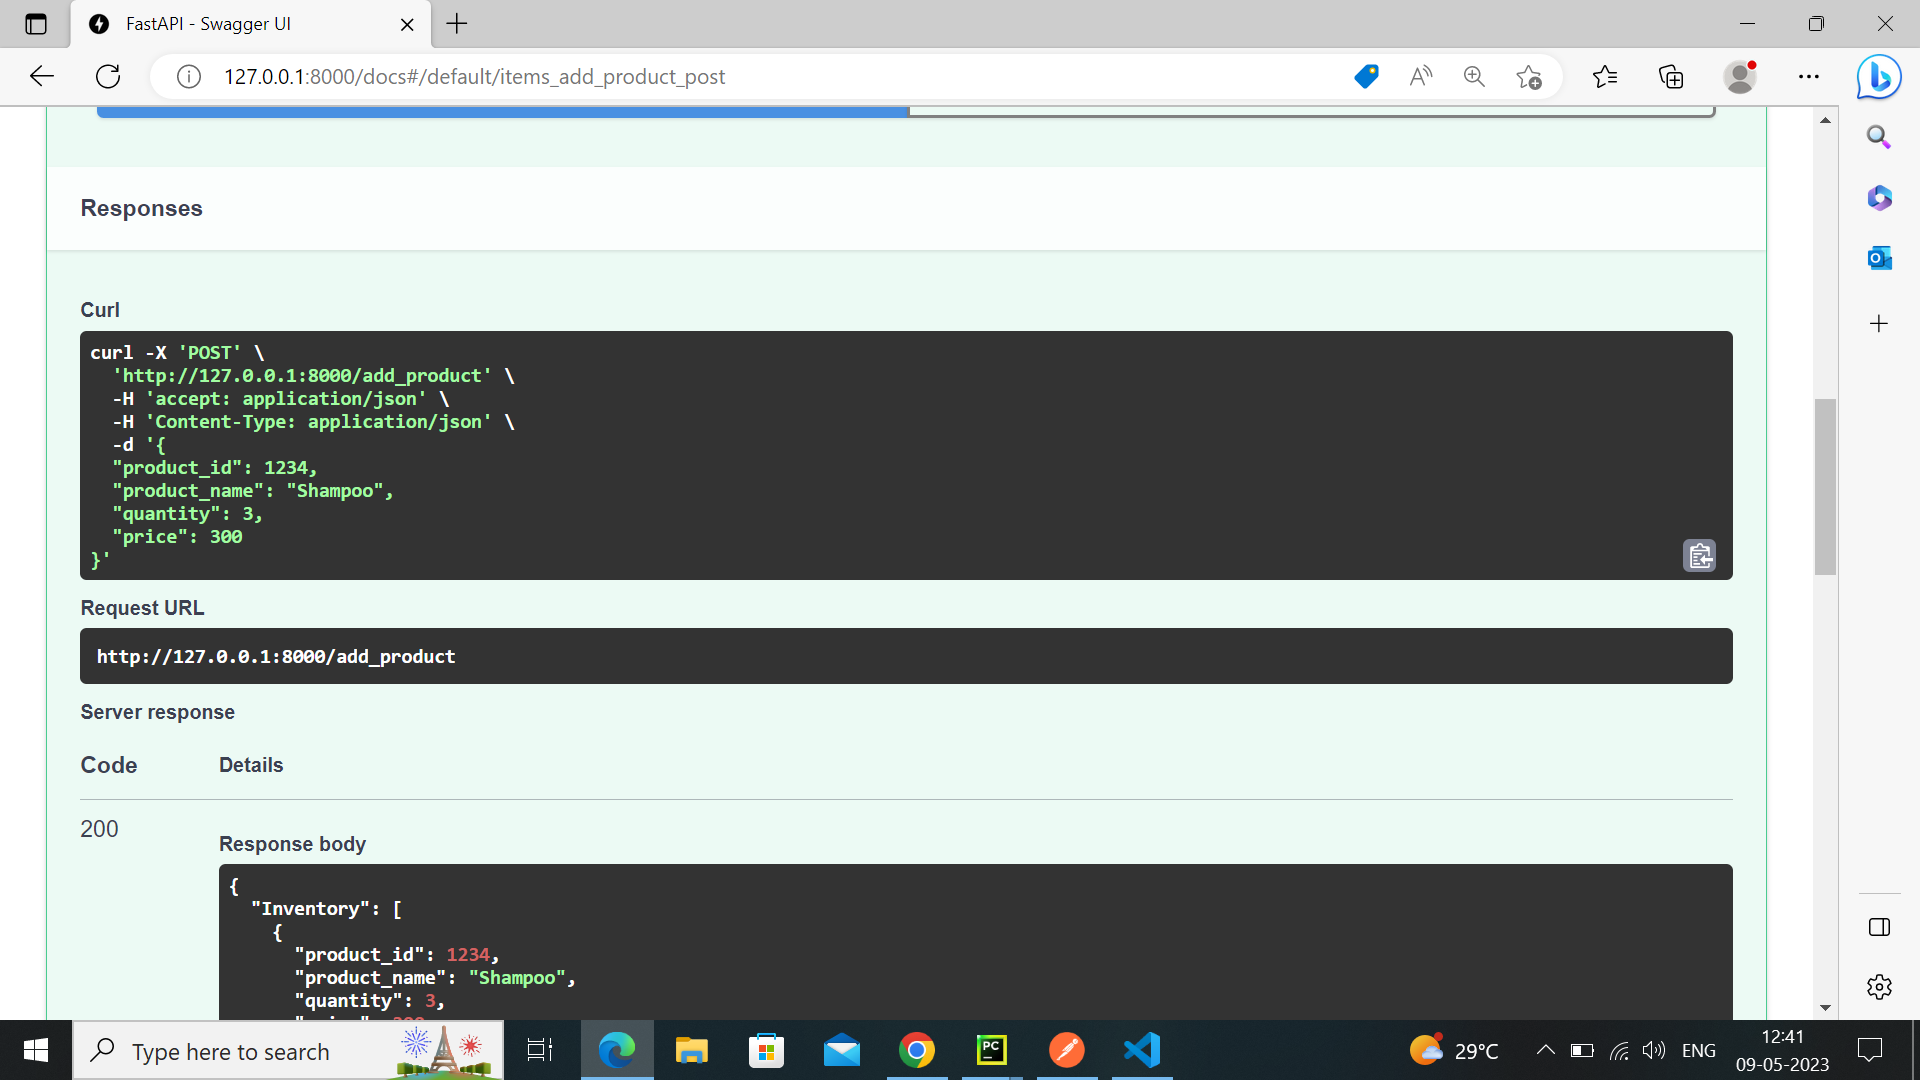 FastAPI - Swagger UI
127.0.0.1:8000/docs#/default/items_add_product_post
Responses
Curl
curl -X 'POST' \
'http://127.0.0.1:8000/add_product' \
-H 'accept: application/json' \
-H 'Content-Type: application/json' \
-d '{
"product_id": 1234,
"product_name": "Shampoo",
"quantity": 3,
"price": 300
}'
Request URL
http://127.0.0.1:8000/add_product
Server response
Code Details
200
Response body
{
"Inventory": [
{
"product_id": 1234,
"product_name": "Shampoo",
"quantity": 3,
Type here to search
PC
29°C
ENG
12:41
09-05-2023